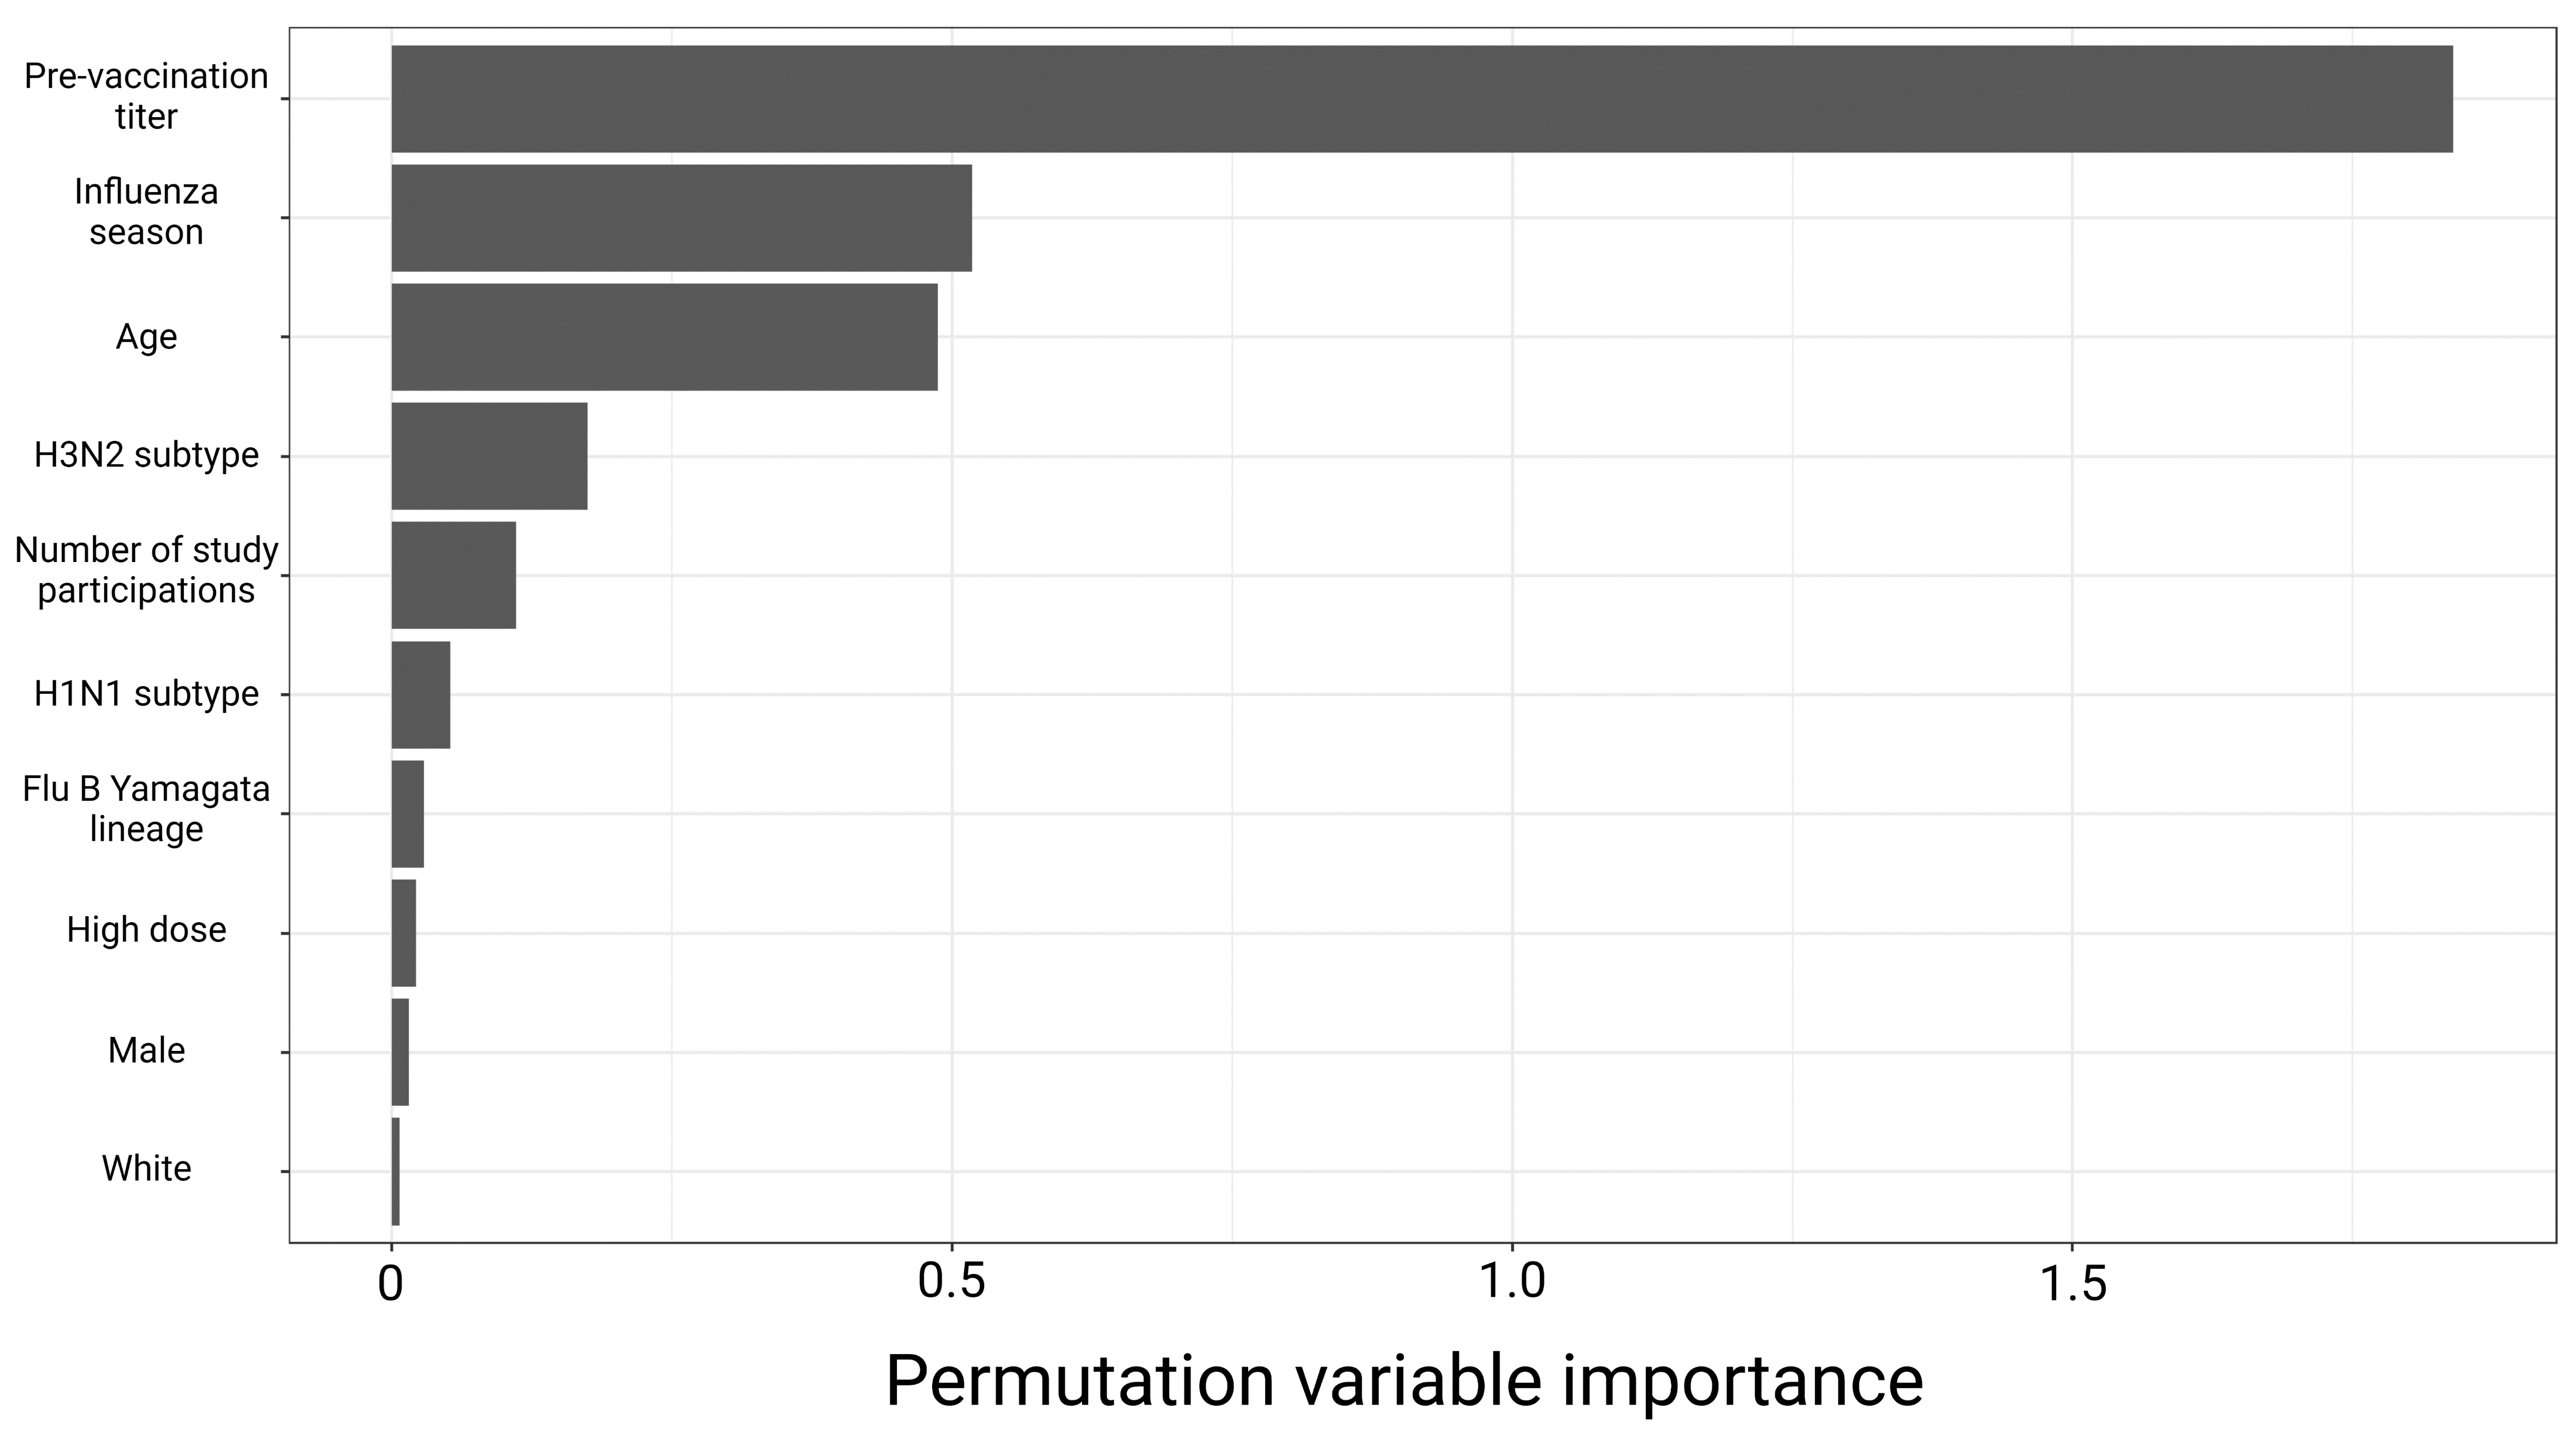 Pre-vaccination
titer
Influenza
season
Age
H3N2 subtype
Number of study
participations
H1N1 subtype
Flu B Yamagata
lineage
High dose
Male
White
0
0.5
1.0
1.5
Permutation variable importance